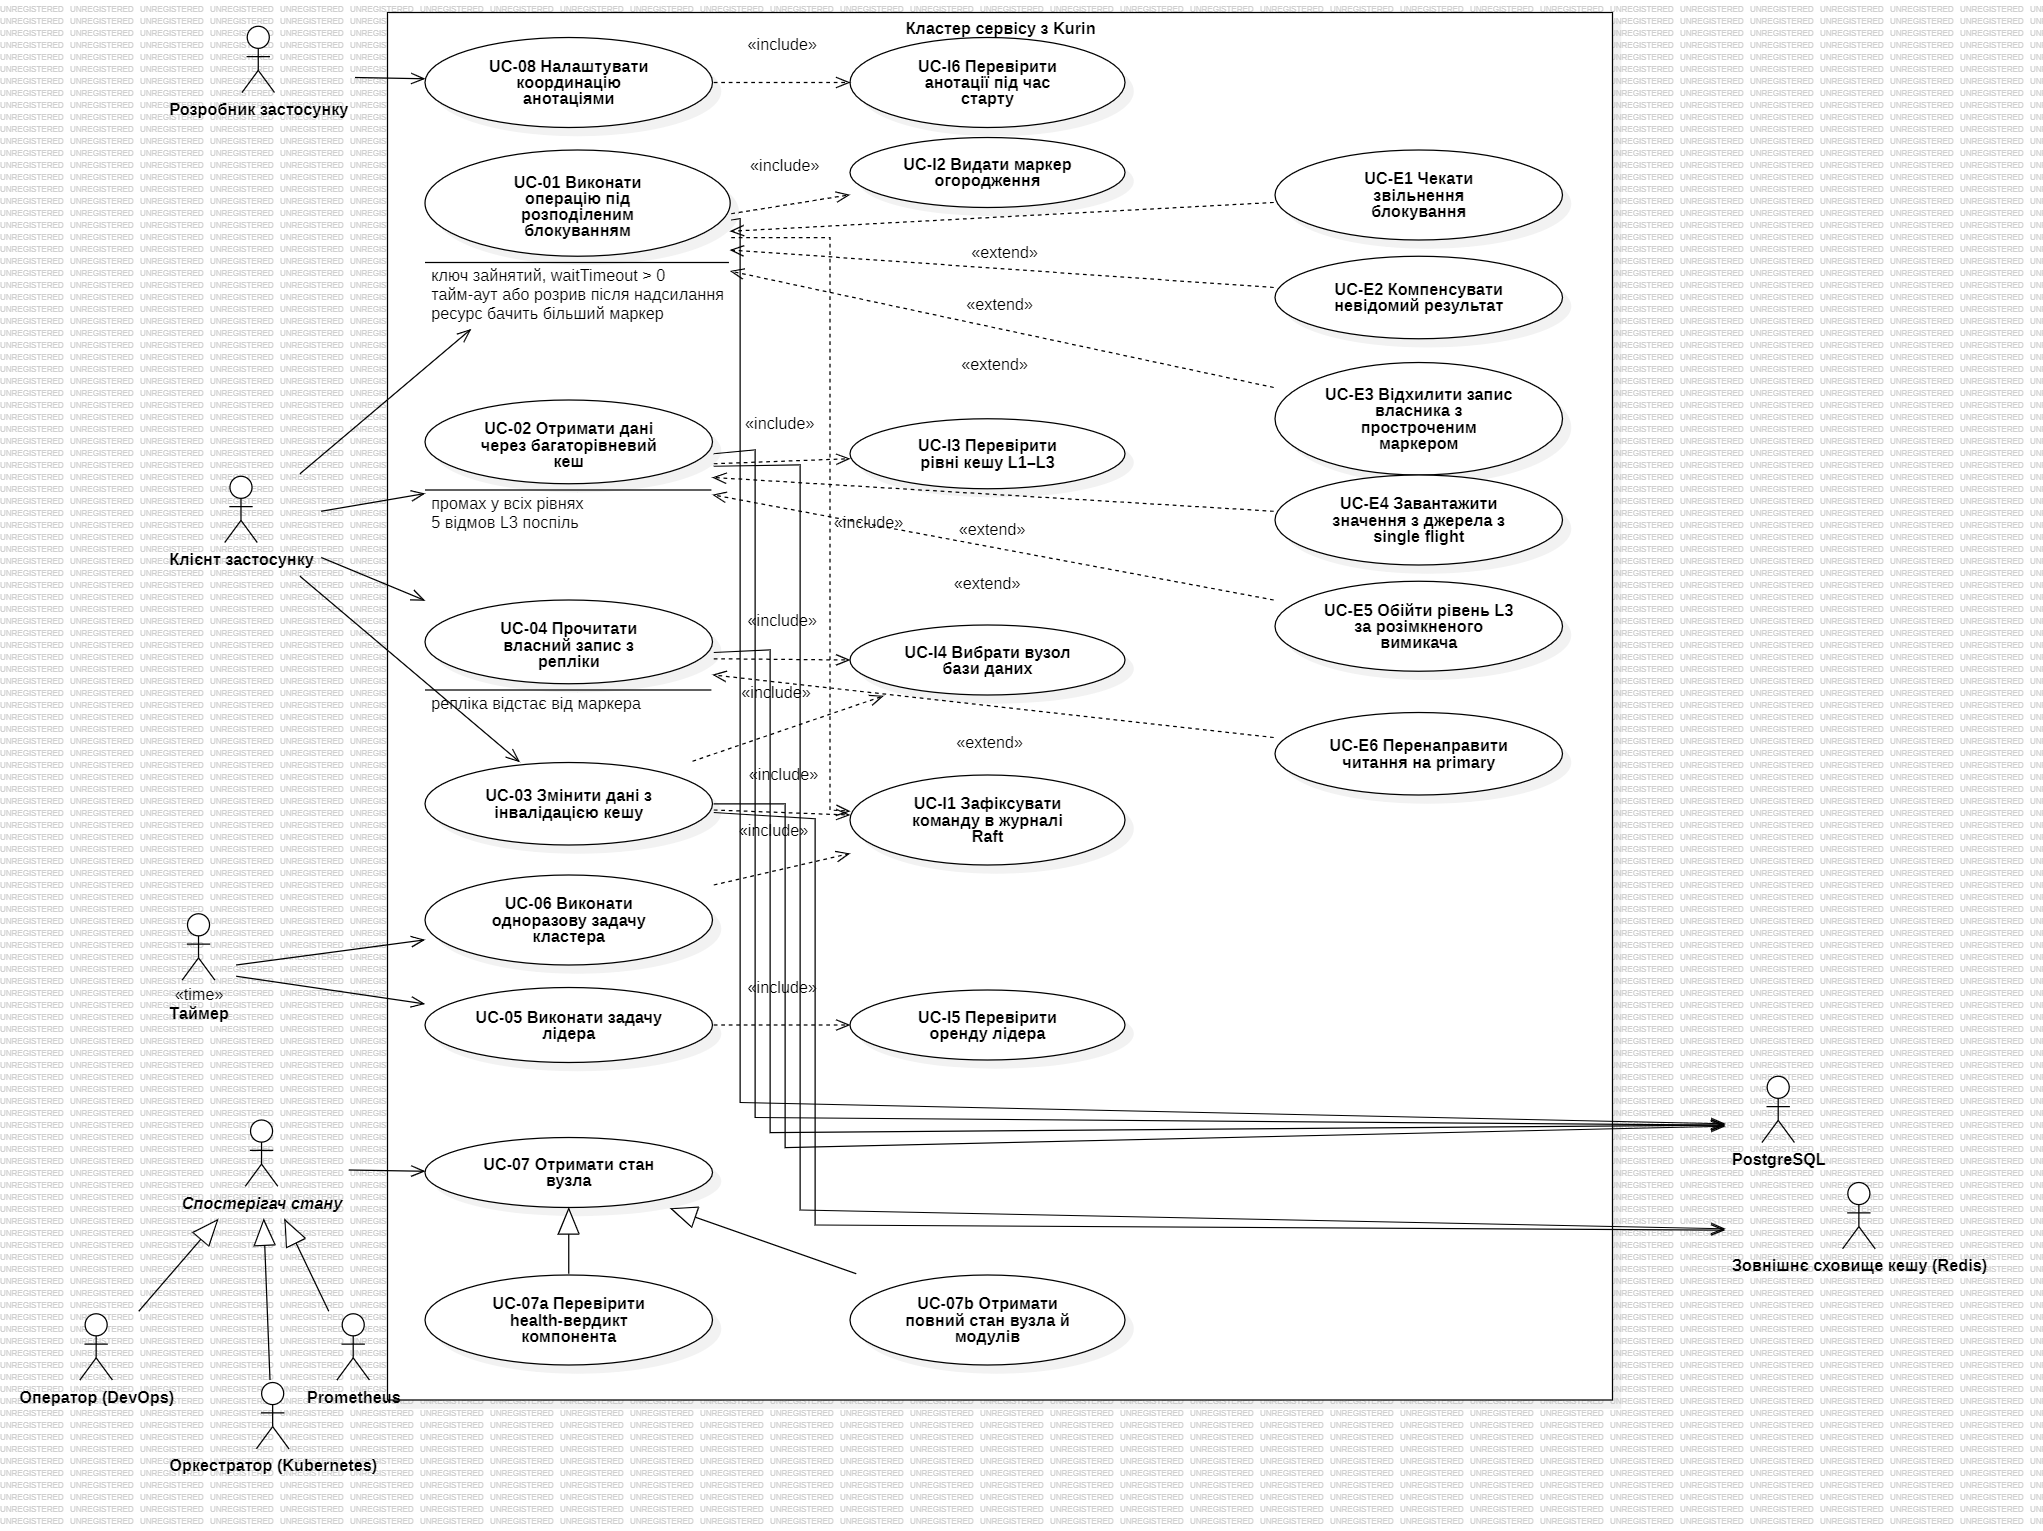 Кластер сервісу з Kurin
Розробник застосунку
UC-08 Налаштувати
координацію
анотаціями
«include»
UC-I6 Перевірити
анотації під час
старту
UC-01 Виконати
операцію під
розподіленим
блокуванням
ключ зайнятий, waitTimeout > 0
тайм-аут або розрив після надсилання
ресурс бачить більший маркер
«include»
UC-I2 Видати маркер
огородження
UC-E1 Чекати
звільнення
блокування
«extend»
UC-E2 Компенсувати
невідомий результат
«extend»
«extend»
UC-E3 Відхилити запис
власника з
простроченим
маркером
Клієнт застосунку
UC-02 Отримати дані
через багаторівневий
кеш
промах у всіх рівнях
5 відмов L3 поспіль
«include»
UC-I3 Перевірити
рівні кешу L1–L3
UC-E4 Завантажити
значення з джерела з
single flight
«include»
«extend»
«extend»
UC-E5 Обійти рівень L3
за розімкненого
вимикача
UC-04 Прочитати
власний запис з
репліки
репліка відстає від маркера
«include»
UC-I4 Вибрати вузол
бази даних
«include»
«extend»
UC-E6 Перенаправити
читання на primary
UC-03 Змінити дані з
інвалідацією кешу
«include»
UC-I1 Зафіксувати
команду в журналі
Raft
«include»
UC-06 Виконати
одноразову задачу
кластера
«time»
Таймер
«include»
UC-05 Виконати задачу
лідера
UC-I5 Перевірити
оренду лідера
PostgreSQL
Зовнішнє сховище кешу (Redis)
Спостерігач стану
UC-07 Отримати стан
вузла
UC-07a Перевірити
health-вердикт
компонента
UC-07b Отримати
повний стан вузла й
модулів
Оператор (DevOps)
Prometheus
Оркестратор (Kubernetes)
UNREGISTERED